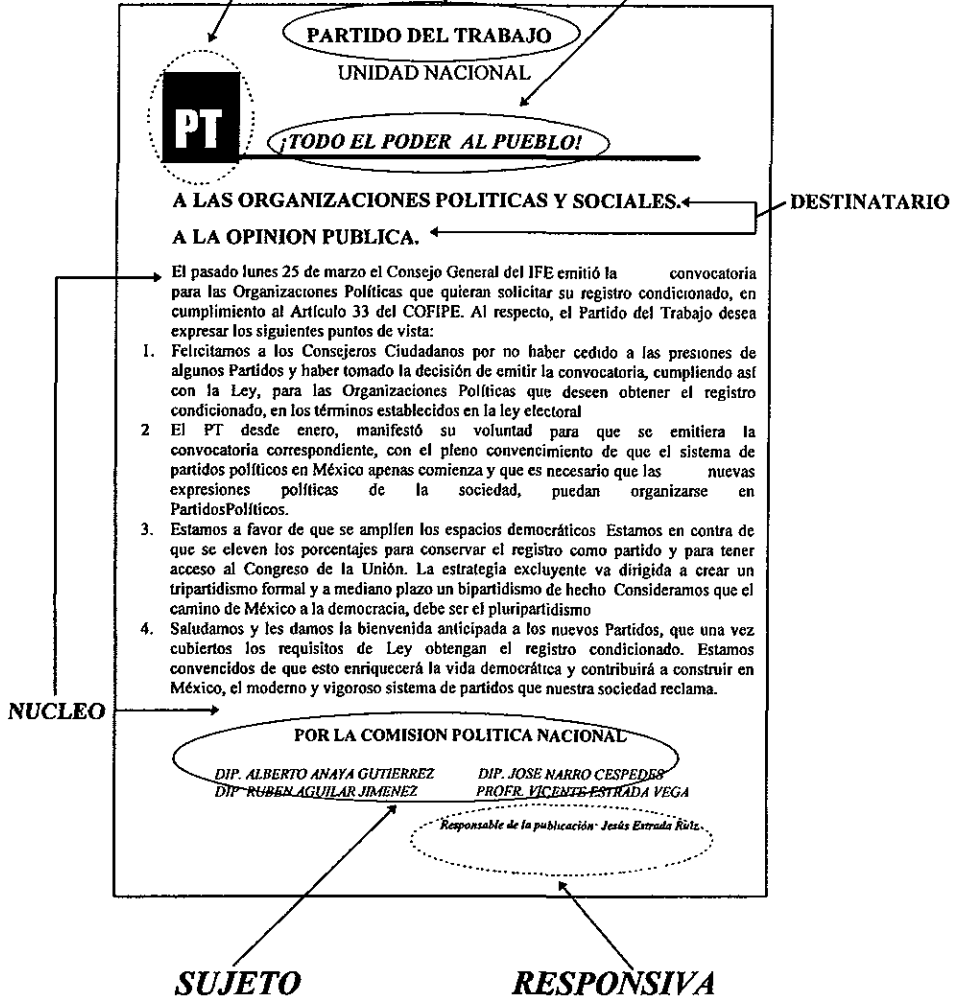 PARTIDO DEL TRABAJO
UNIDAD NACIONAL
PT
¡TODO EL PODER AL PUEBLO!
A LAS ORGANIZACIONES POLITICAS Y SOCIALES.
DESTINATARIO
A LA OPINION PUBLICA.
El pasado lunes 25 de marzo el Consejo General del IFE emitió la convocatoria
para las Organizaciones Políticas que quieran solicitar su registro condicionado, en
cumplimiento al Artículo 33 del COFIPE. Al respecto, el Partido del Trabajo desea
expresar los siguientes puntos de vista:
1. Felicitamos a los Consejeros Ciudadanos por no haber cedido a las presiones de
algunos Partidos y haber tomado la decisión de emitir la convocatoria, cumpliendo así
con la Ley, para las Organizaciones Políticas que deseen obtener el registro
condicionado, en los términos establecidos en la ley electoral
2 El PT desde enero, manifestó su voluntad para que se emitiera la
convocatoria correspondiente, con el pleno convencimiento de que el sistema de
partidos políticos en México apenas comienza y que es necesario que las nuevas
expresiones políticas de la sociedad, puedan organizarse en
PartidosPolíticos.
3. Estamos a favor de que se amplíen los espacios democráticos Estamos en contra de
que se eleven los porcentajes para conservar el registro como partido y para tener
acceso al Congreso de la Unión. La estrategia excluyente va dirigida a crear un
tripartidismo formal y a mediano plazo un bipartidismo de hecho Consideramos que el
camino de México a la democracia, debe ser el pluripartidismo
4. Saludamos y les damos la bienvenida anticipada a los nuevos Partidos, que una vez
cubiertos los requisitos de Ley obtengan el registro condicionado. Estamos
convencidos de que esto enriquecerá la vida democrática y contribuirá a construir en
México, el moderno y vigoroso sistema de partidos que nuestra sociedad reclama.
NUCLEO
POR LA COMISION POLITICA NACIONAL
DIP. ALBERTO ANAYA GUTIERREZ DIP. JOSE NARRO CESPEDES
DIP RUBEN AGUILAR JIMENEZ PROFR. VICENTE ESTRADA VEGA
Responsable de la publicación· Jesús Estrada Ruíz
SUJETO RESPONSIVA